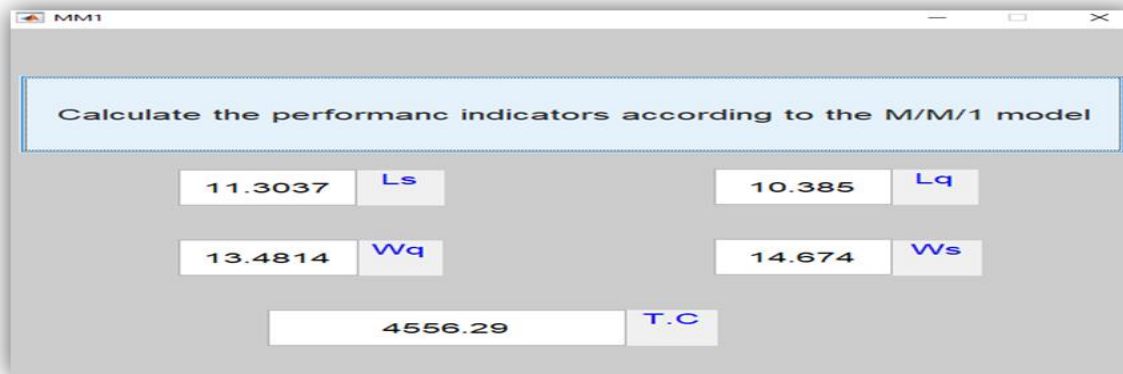 MM1
Calculate the performanc indicators according to the M/M/1 model
11.3037 Ls 10.385 Lq
13.4814 Wq 14.674 Ws
4556.29 T.C